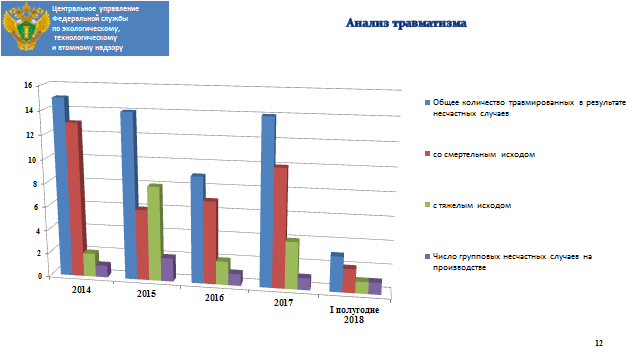 Центральное управление
Федеральной службы
по экологическому,
технологическому
и атомному надзору
Анализ травматизма
16
14
12
10
8
6
4
2
0
2014
2015
2016
2017
I полугодне
2018
Общее количество травмированных в результате
несчастных случаев
со смертельным исходом
с тяжелым исходом
Число групповых несчастных случаев на
производстве
12